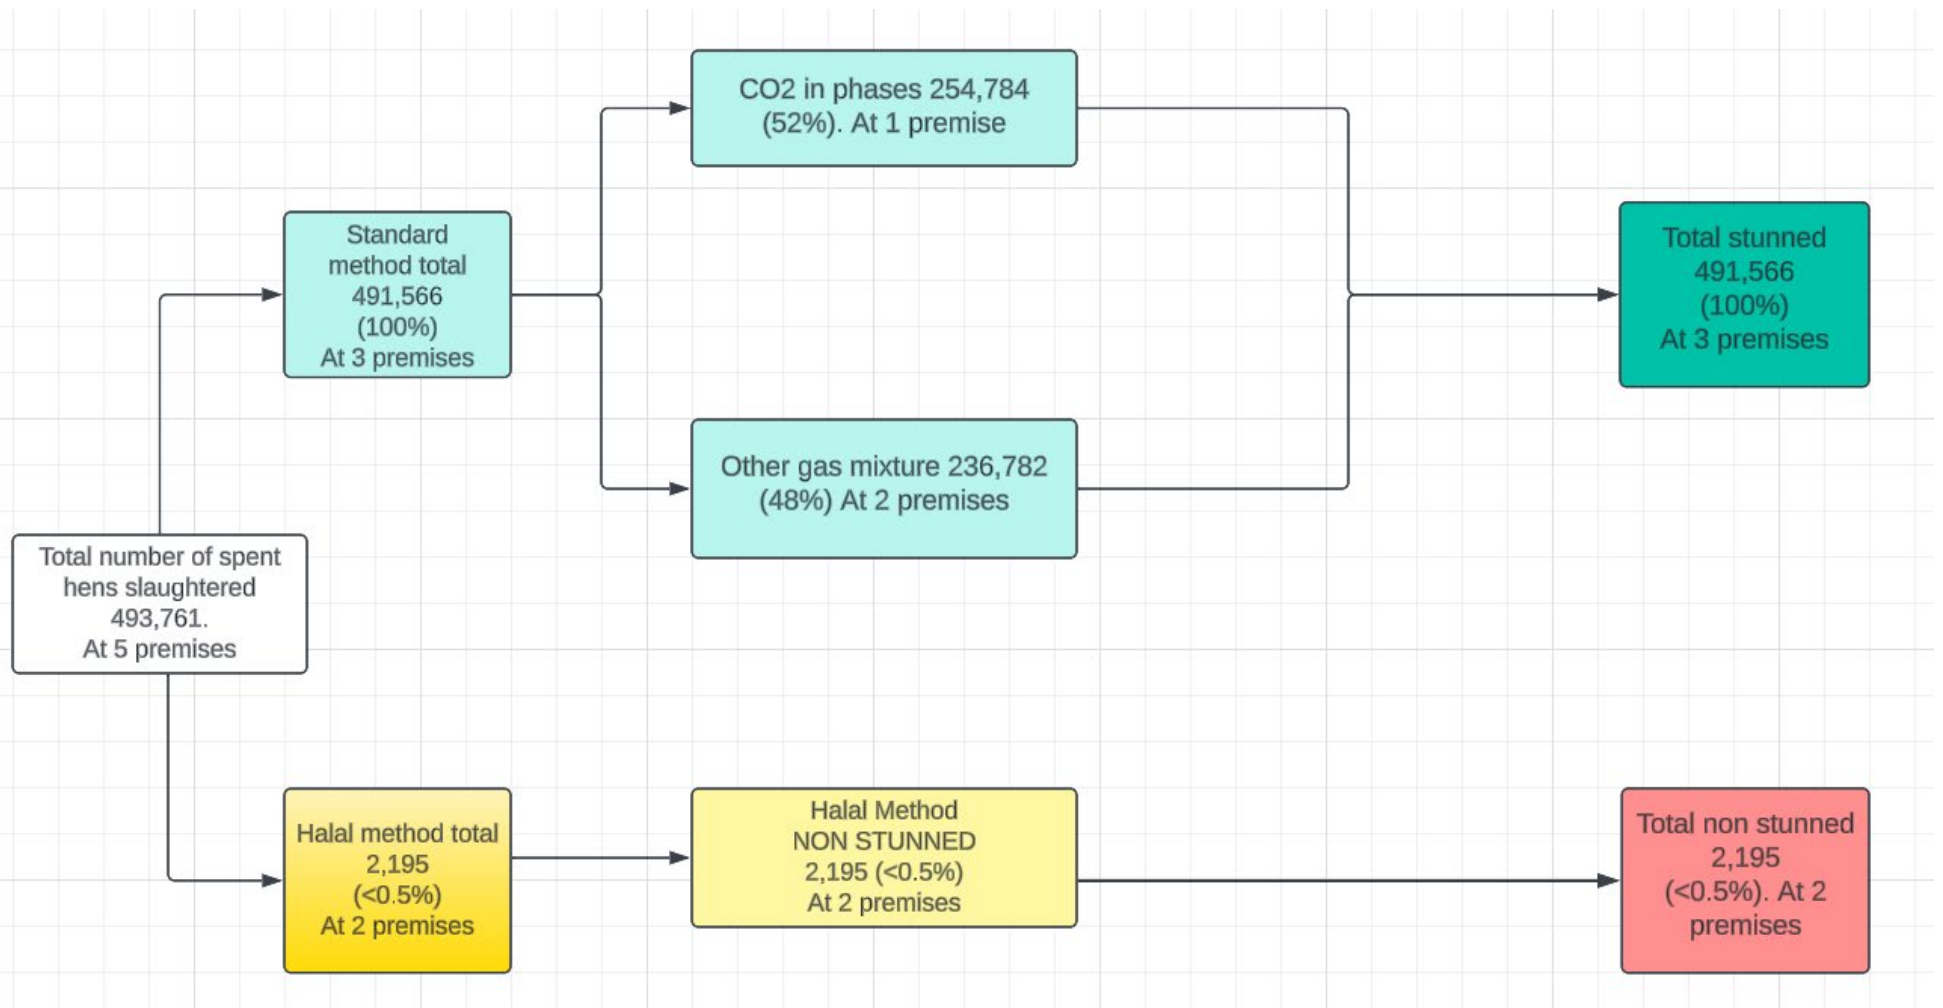 CO2 in phases 254,784
(52%). At 1 premise
Standard
method total
491,566
(100%)
At 3 premises
Total stunned
491,566
(100%)
At 3 premises
Other gas mixture 236,782
(48%) At 2 premises
Total number of spent
hens slaughtered
493,761.
At 5 premises
Halal method total
2,195
(<0.5%)
At 2 premises
Halal Method
NON STUNNED
2,195 (<0.5%)
At 2 premises
Total non stunned
2,195
(<0.5%). At 2
premises